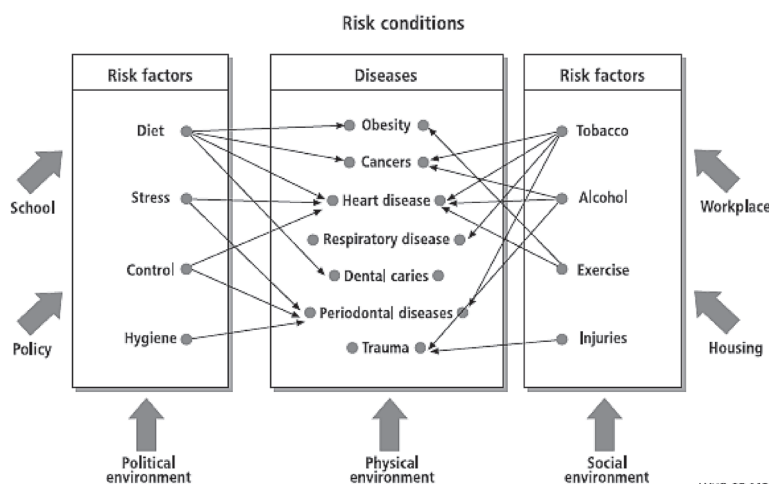 Risk conditions
Risk factors
Diseases
Risk factors
Diet
Stress
Control
Hygiene
Obesity
Cancers
Heart disease
Respiratory disease
Dental caries
Periodontal diseases
Trauma
Tobacco
Alcohol
Exercise
Injuries
School
Policy
Workplace
Housing
Political
environment
Physical
environment
Social
environment